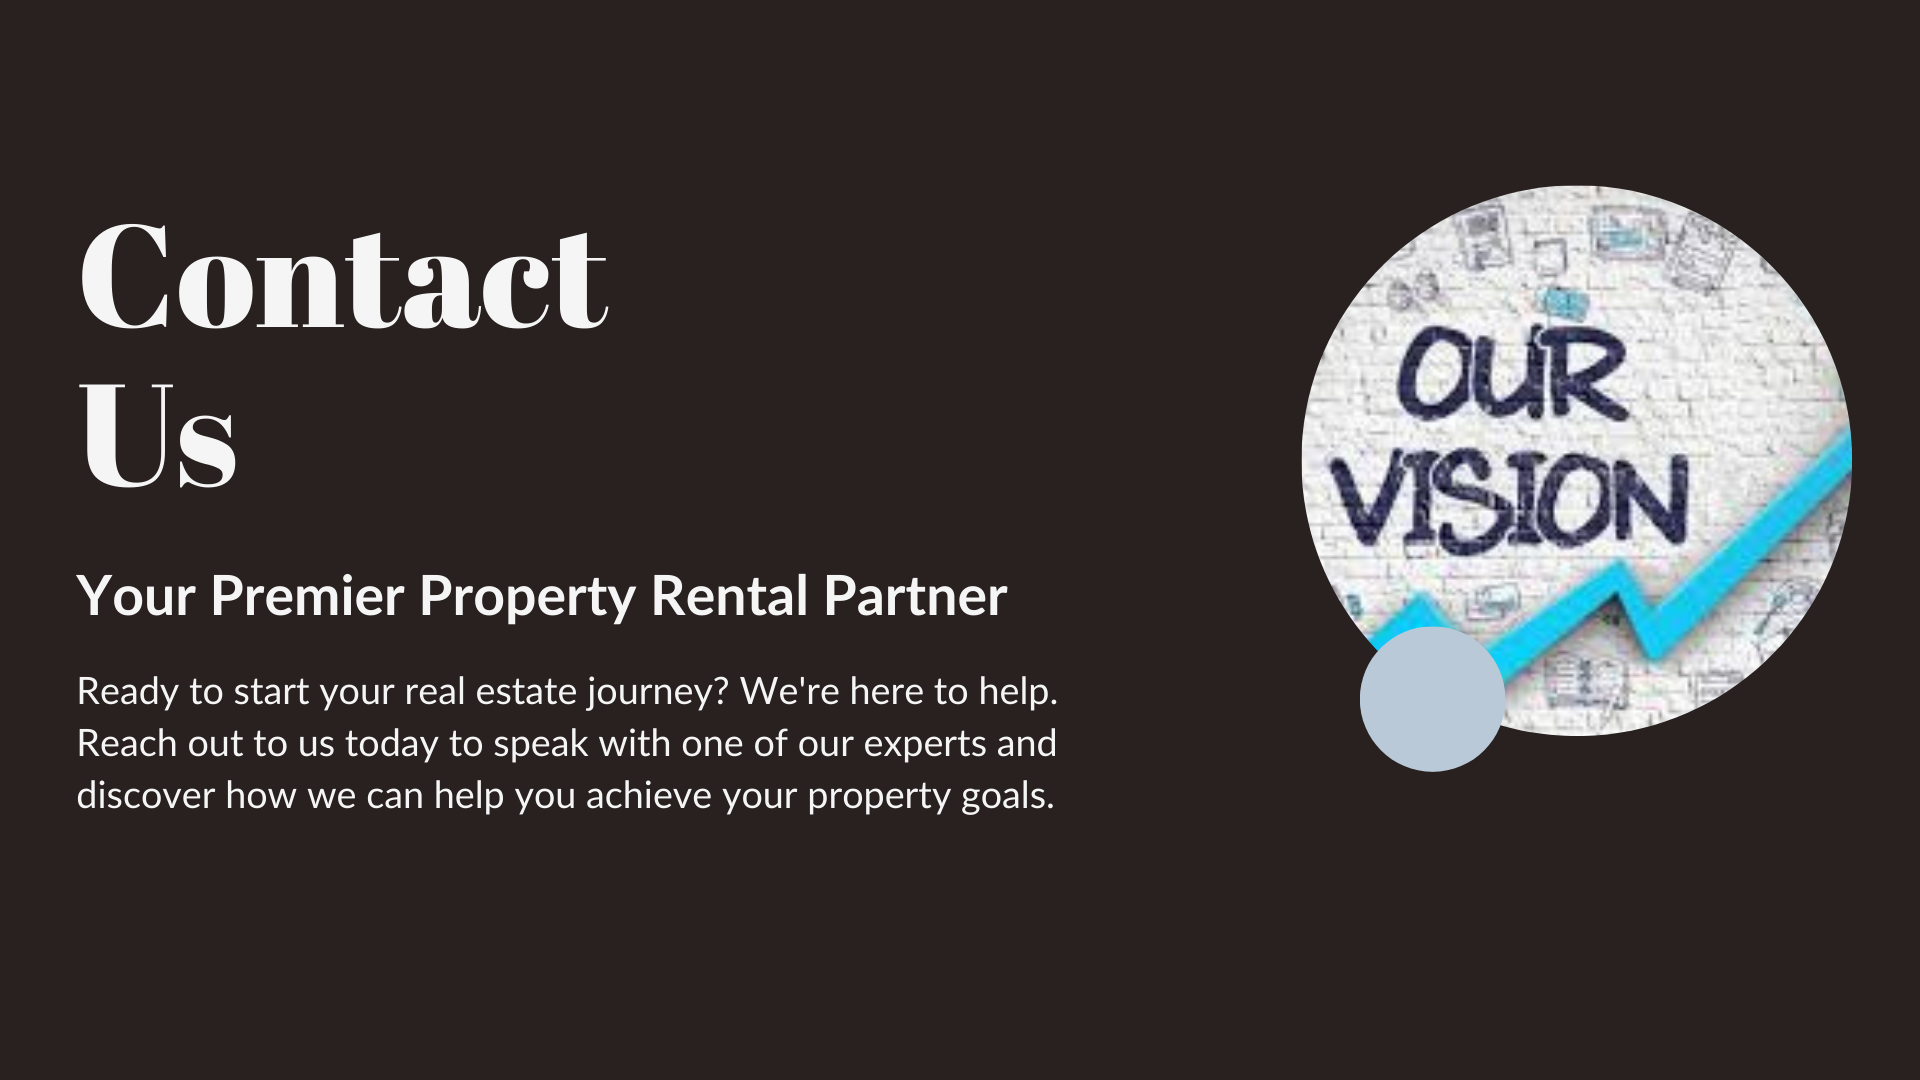 Contact
Us
Your Premier Property Rental Partner
Ready to start your real estate journey? We're here to help.
Reach out to us today to speak with one of our experts and
discover how we can help you achieve your property goals.
OUR
VISION